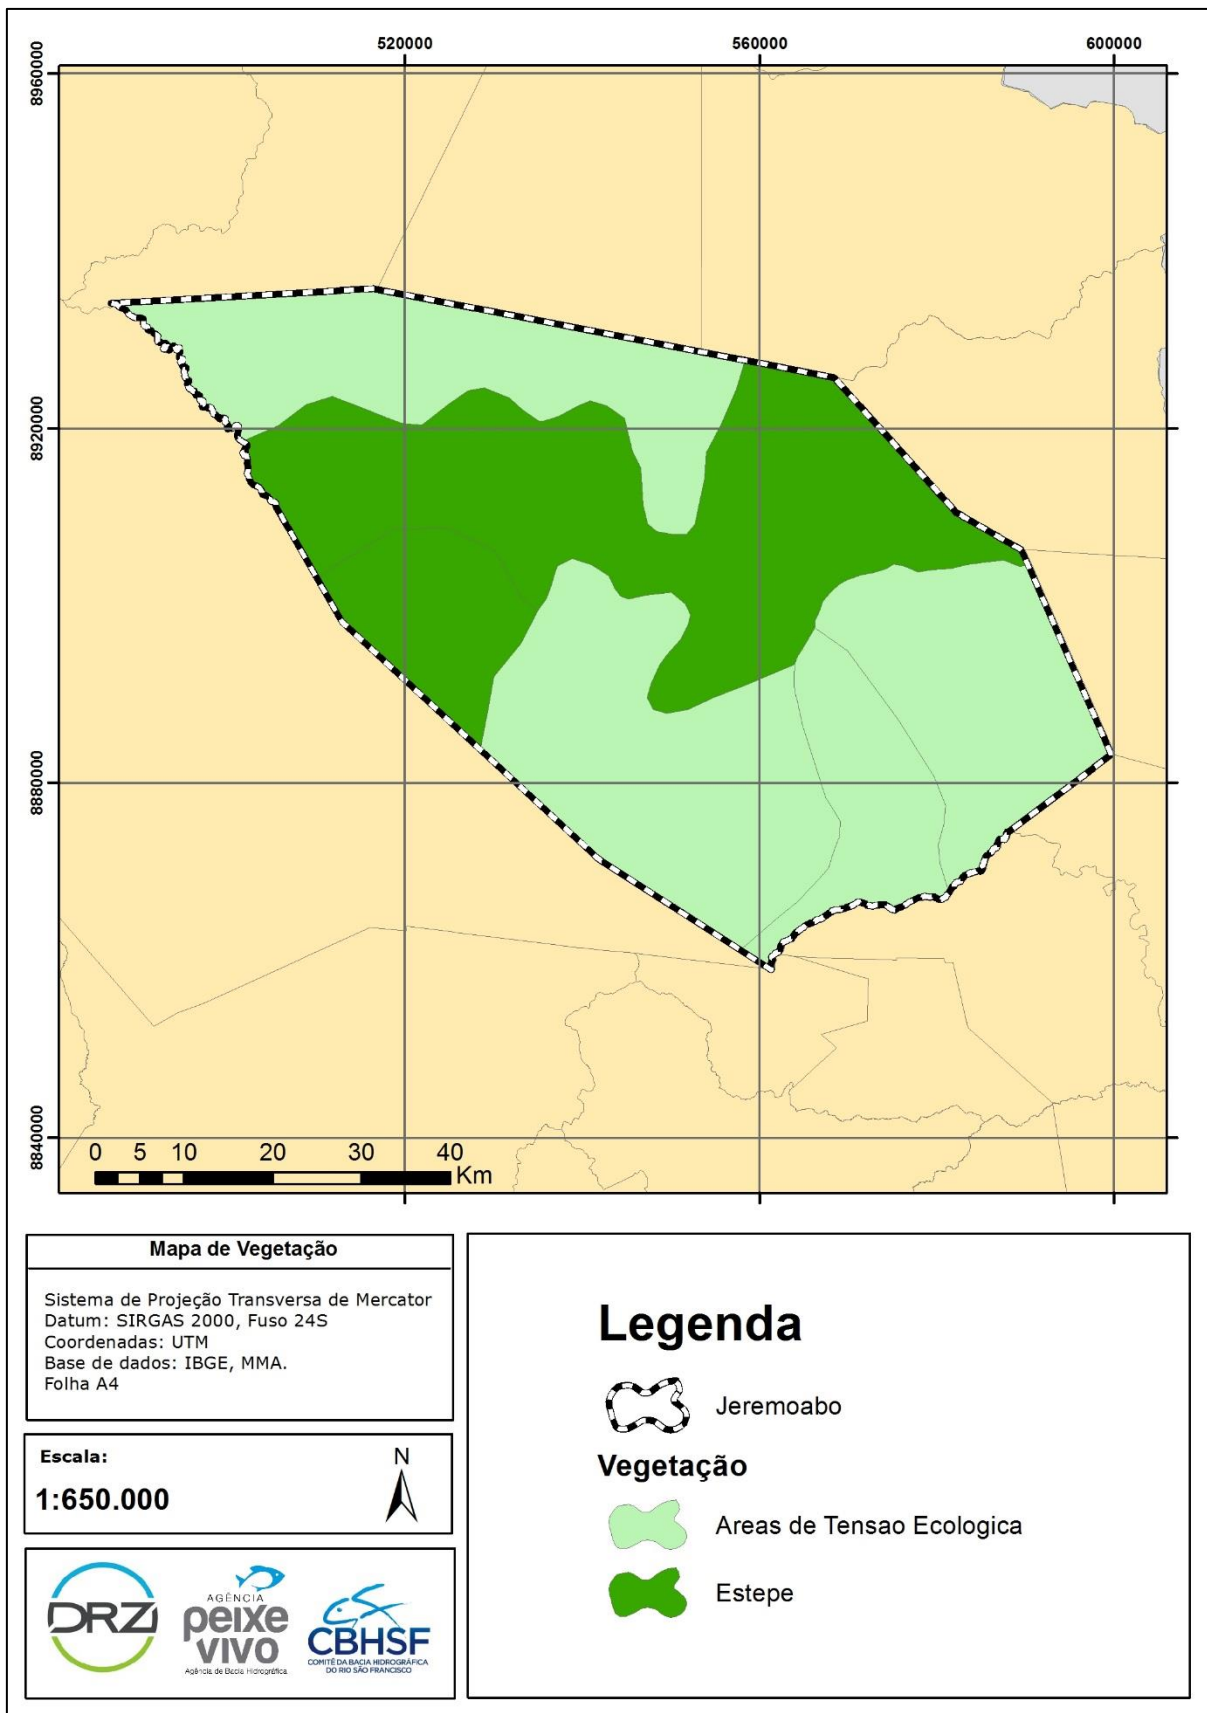 520000
560000
600000
8960000
8920000
8880000
8840000
0 5 10 20 30 40
Km
Mapa de Vegetação
Sistema de Projeção Transversa de Mercator
Datum: SIRGAS 2000, Fuso 24S
Coordenadas: UTM
Base de dados: IBGE, MMA.
Folha A4
Escala:
1:650.000
N
DRZ
AGÊNCIA
peixe
vivo
Agência de Bacia Hidrográfica
CBHSF
COMITÊ DA BACIA HIDROGRÁFICA
DO RIO SÃO FRANCISCO
Legenda
Jeremoabo
Vegetação
Areas de Tensao Ecologica
Estepe